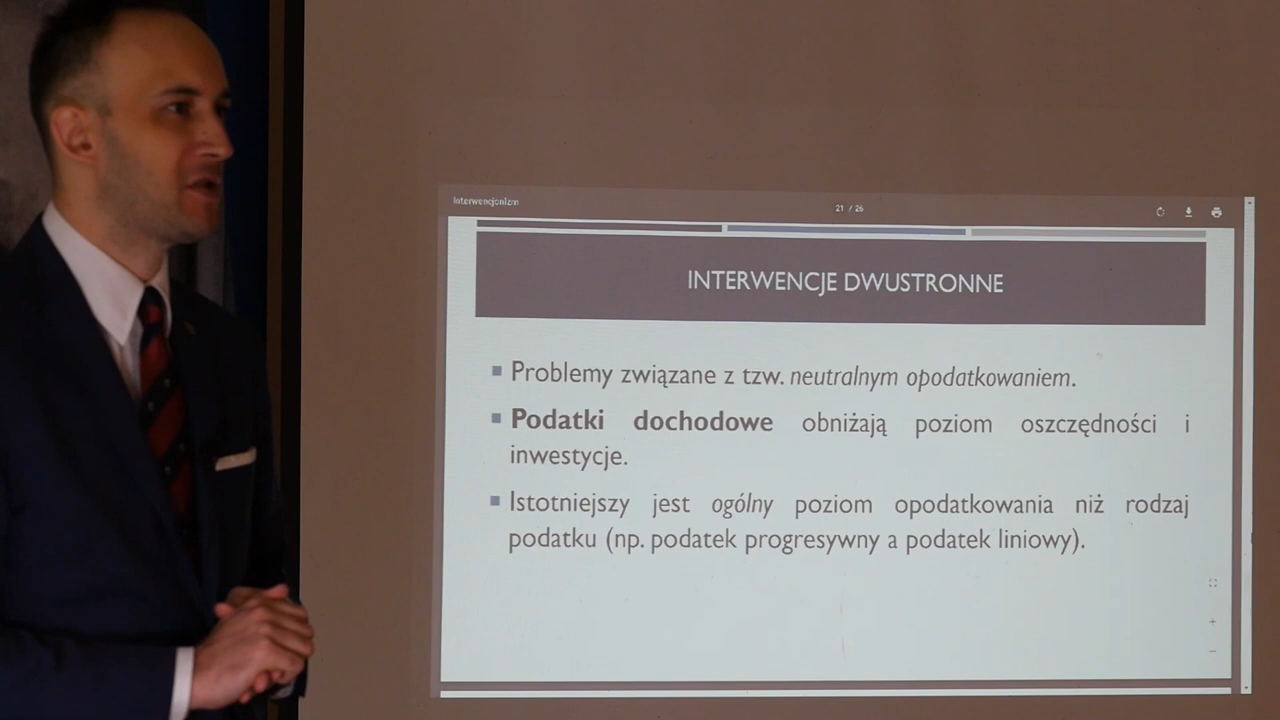 Interwencjonizm
21 / 26
INTERWENCJE DWUSTRONNE
Problemy związane z tzw. neutralnym opodatkowaniem.
Podatki dochodowe obniżają poziom oszczędności i
inwestycje.
Istotniejszy jest ogólny poziom opodatkowania niż rodzaj
podatku (np. podatek progresywny a podatek liniowy).